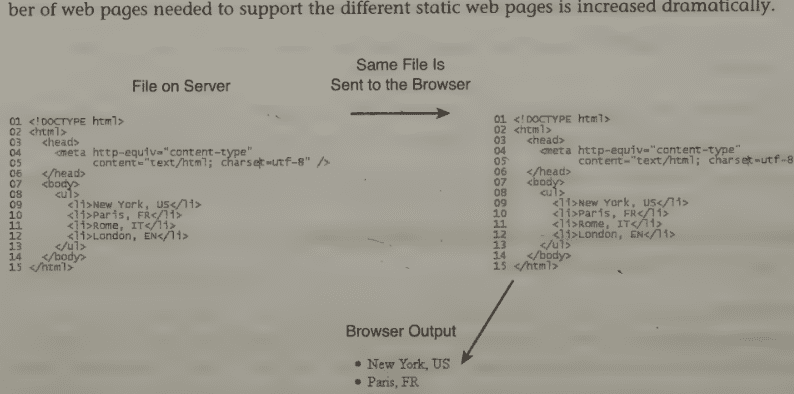 ber of web pages needed to support the different static web pages is increased dramatically.
File on Server
Same File Is
Sent to the Browser
01 <!DOCTYPE html>
02 <html>
03 <head>
04 <meta http-equiv="content-type"
05 content="text/html; charset=utf-8" />
06 </head>
07 <body>
08 <ul>
09 <li>New York, US</li>
10 <li>Paris, FR</li>
11 <li>Rome, IT</li>
12 <li>London, EN</li>
13 </ul>
14 </body>
15 </html>
01 <!DOCTYPE html>
02 <html>
03 <head>
04 <meta http-equiv="content-type"
05 content="text/html; charset=utf-8
06 </head>
07 <body>
08 <ul>
09 <li>New York, US</li>
10 <li>Paris, FR</li>
11 <li>Rome, IT</li>
12 <li>London, EN</li>
13 </ul>
14 </body>
15 </html>
Browser Output
• New York, US
• Paris, FR